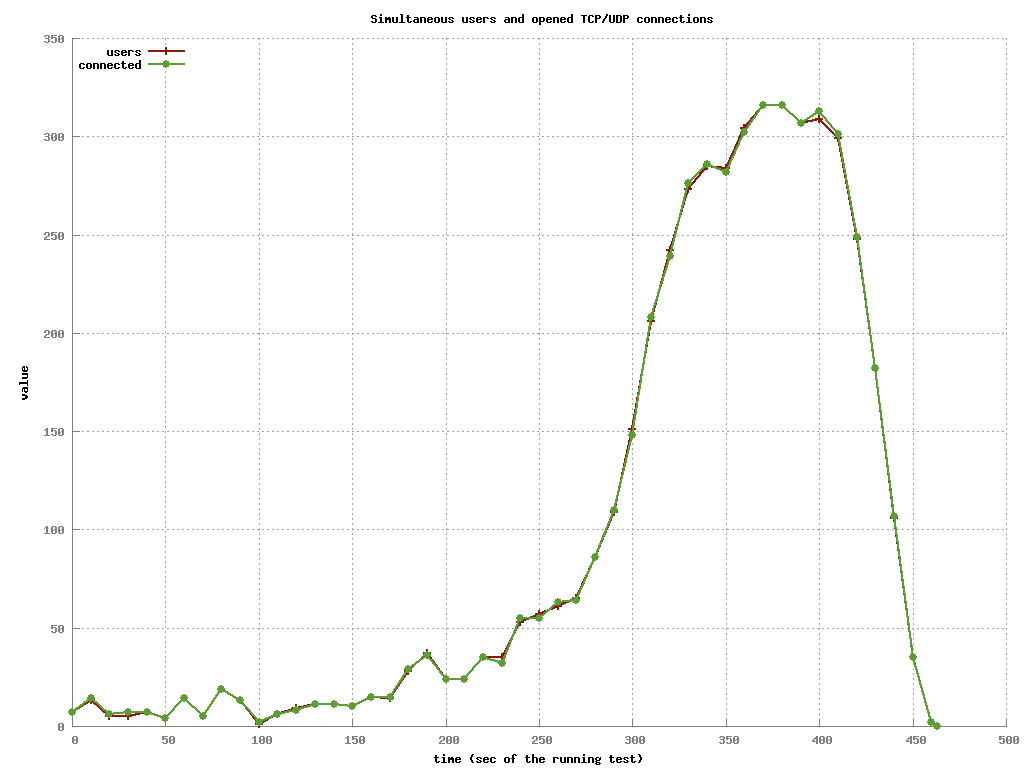 Simultaneous users and opened TCP/UDP connections
350
users
connected
300
250
200
value
150
100
50
0
0 50 100 150 200 250 300 350 400 450 500
time (sec of the running test)